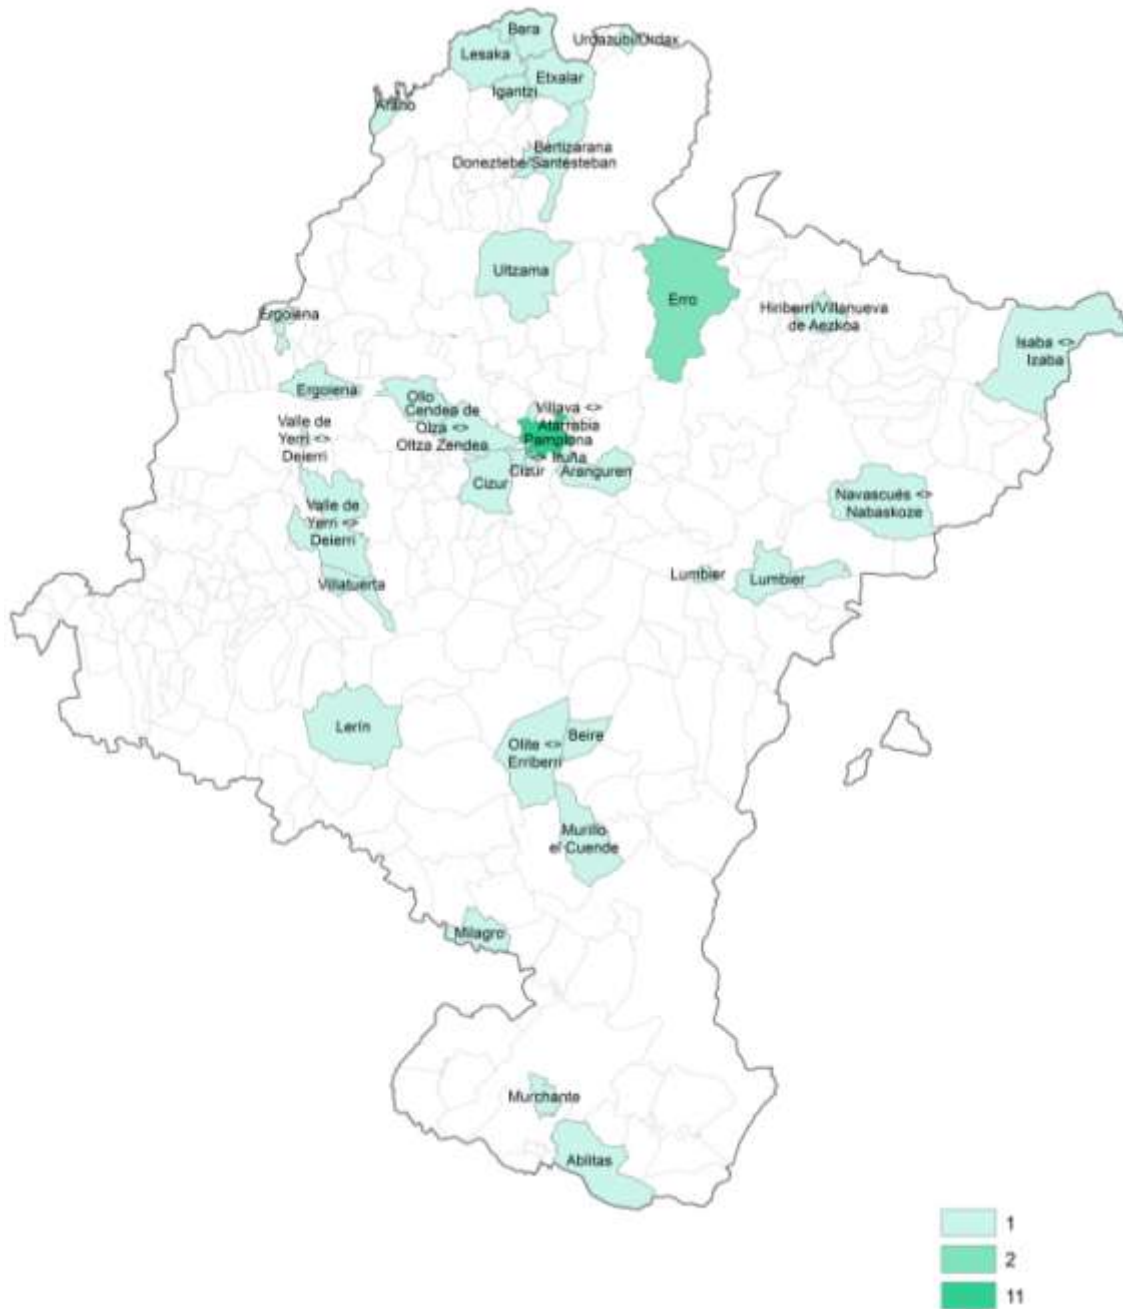 Bera
Urdazubi/Urdax
Lesaka
Etxalar
Igantzi
Arano
Bertizarana
Doneztebe/Santesteban
Ultzama
Erro
Hiriberri/Villanueva
de Aezkoa
Ergoiena
Isaba <>
Izaba
Ergoiena
Ollo
Cendea de
Olza <>
Oltza Zendea
Villava <>
Atarrabia
Pamplona
<> Iruña
Valle de
Yerri <>
Deierri
Cizur
Cizur
Aranguren
Navascués <>
Nabaskoze
Valle de
Yerri <>
Deierri
Lumbier
Lumbier
Villatuerta
Lerín
Olite <>
Erriberri
Beire
Murillo
el Cuende
Milagro
Murchante
Ablitas
1
2
11